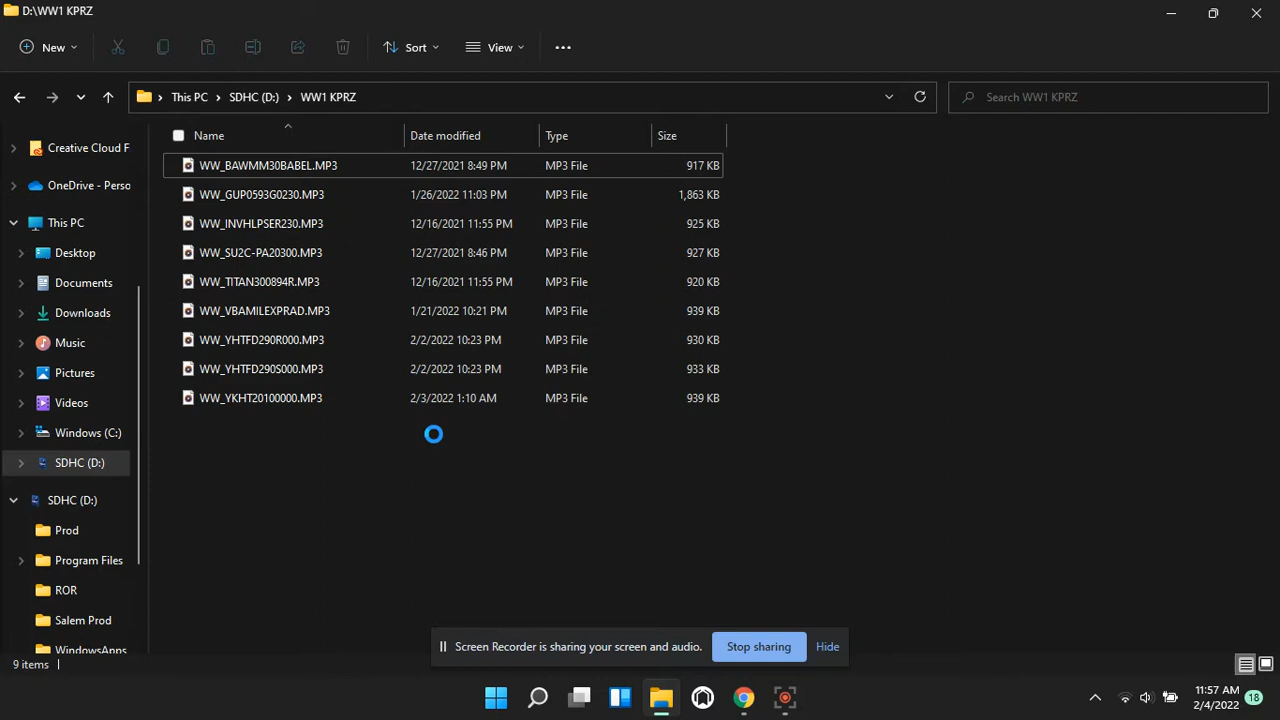 D:\WW1 KPRZ
New
Sort
View
This PC
SDHC (D:)
WW1 KPRZ
Search WW1 KPRZ
Name
Date modified
Type
Size
Creative Cloud F
OneDrive - Perso
This PC
Desktop
Documents
Downloads
Music
Pictures
Videos
Windows (C:)
SDHC (D:)
SDHC (D:)
Prod
Program Files
ROR
Salem Prod
WindowsApps
WW_BAWMM30BABEL.MP3 12/27/2021 8:49 PM MP3 File 917 KB
WW_GUP0593G0230.MP3 1/26/2022 11:03 PM MP3 File 1,863 KB
WW_INVHLPSER230.MP3 12/16/2021 11:55 PM MP3 File 925 KB
WW_SU2C-PA20300.MP3 12/27/2021 8:46 PM MP3 File 927 KB
WW_TITAN300894R.MP3 12/16/2021 11:55 PM MP3 File 920 KB
WW_VBAMILEXPRAD.MP3 1/21/2022 10:21 PM MP3 File 939 KB
WW_YHTFD290R000.MP3 2/2/2022 10:23 PM MP3 File 930 KB
WW_YHTFD290S000.MP3 2/2/2022 10:23 PM MP3 File 933 KB
WW_YKHT20100000.MP3 2/3/2022 1:10 AM MP3 File 939 KB
Screen Recorder is sharing your screen and audio.
Stop sharing
Hide
9 items
11:57 AM
2/4/2022
18